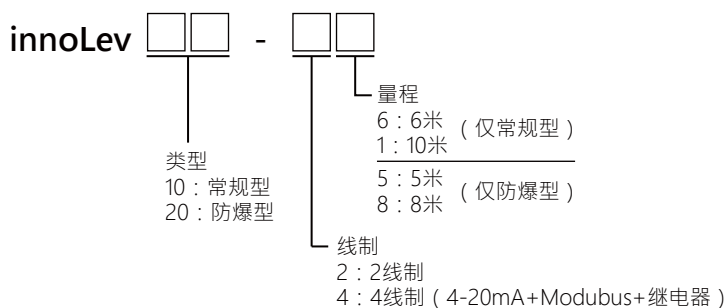 innoLev □□ - □□
量程
6：6米
1：10米
（仅常规型）
5：5米
8：8米
（仅防爆型）
类型
10：常规型
20：防爆型
线制
2：2线制
4：4线制（4-20mA+Modubus+继电器）